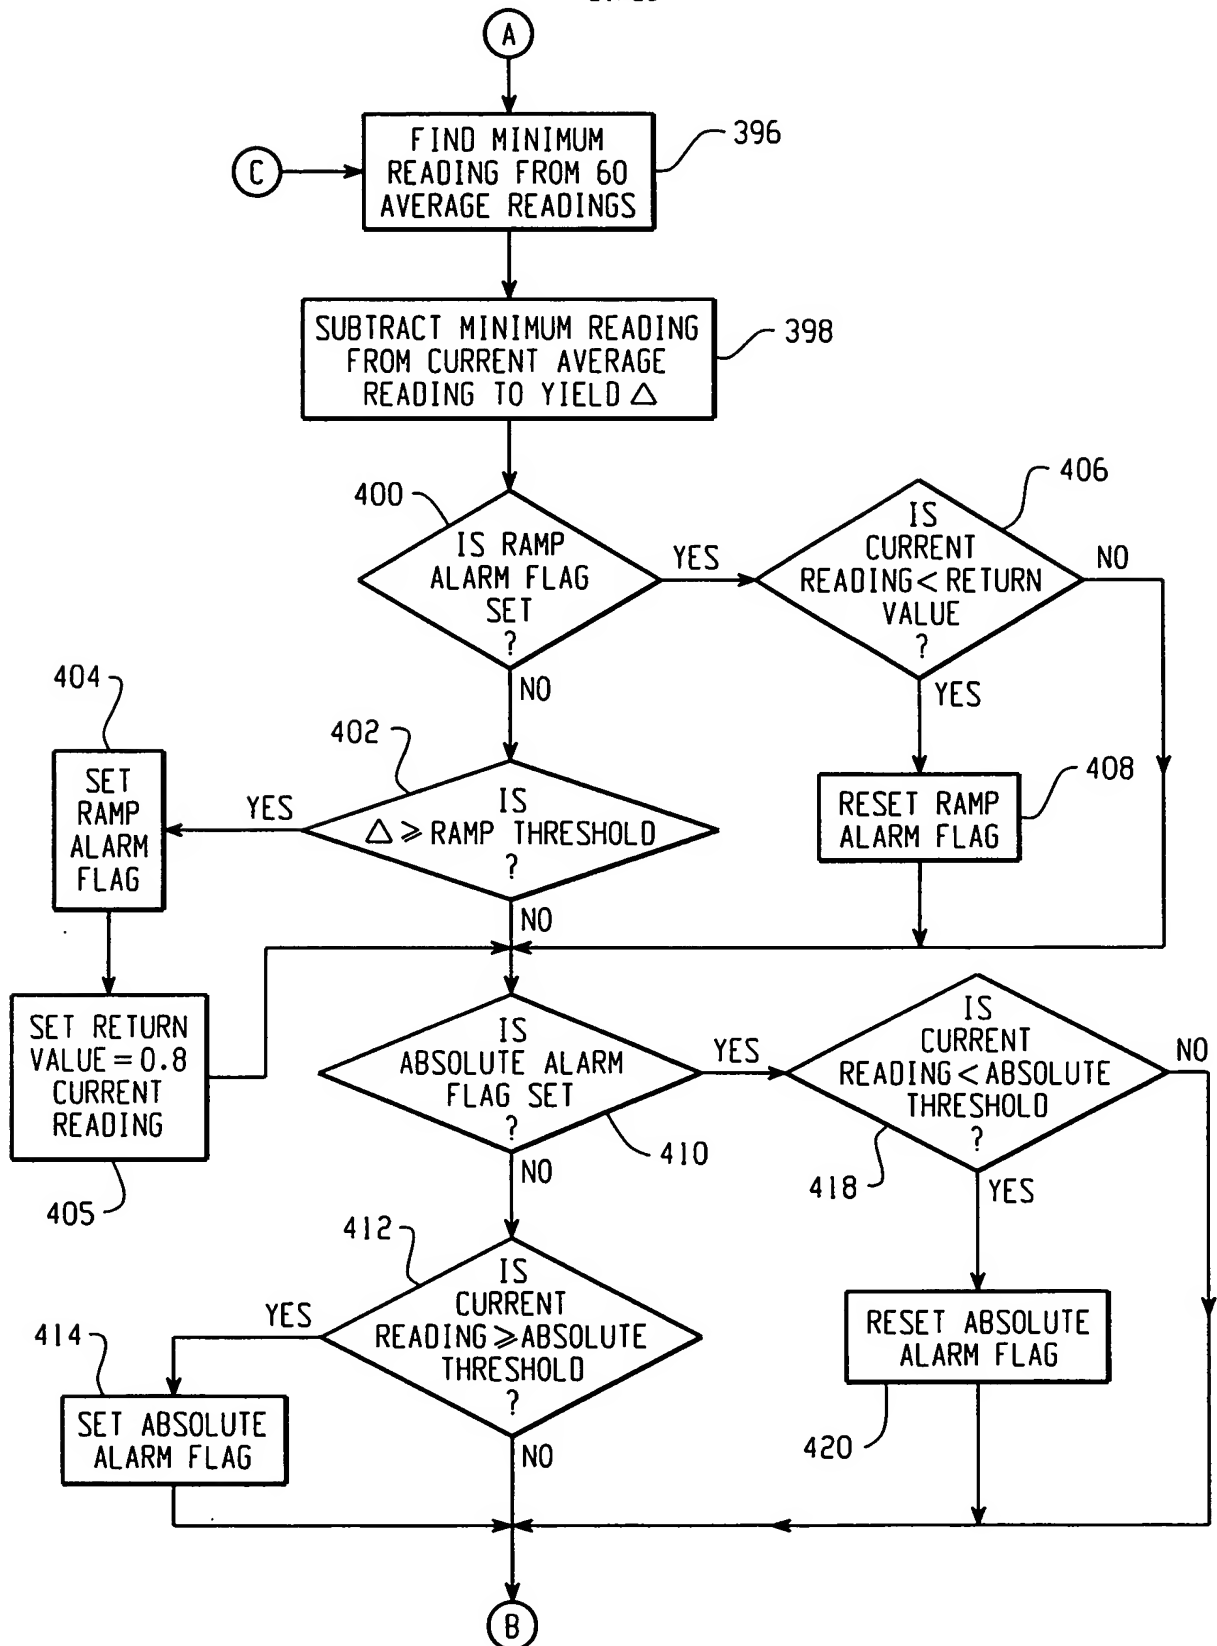 A
FIND MINIMUM
READING FROM 60
AVERAGE READINGS
396
C
SUBTRACT MINIMUM READING
FROM CURRENT AVERAGE
READING TO YIELD △
398
400
IS RAMP
ALARM FLAG
SET
?
YES
NO
406
IS
CURRENT
READING < RETURN
VALUE
?
NO
YES
404
SET
RAMP
ALARM
FLAG
402
YES
IS
△ ⩾ RAMP THRESHOLD
?
NO
408
RESET RAMP
ALARM FLAG
SET RETURN
VALUE = 0.8
CURRENT
READING
405
IS
ABSOLUTE ALARM
FLAG SET
?
YES
410
NO
IS
CURRENT
READING < ABSOLUTE
THRESHOLD
?
NO
418
YES
412
IS
CURRENT
READING ⩾ ABSOLUTE
THRESHOLD
?
YES
NO
414
SET ABSOLUTE
ALARM FLAG
RESET ABSOLUTE
ALARM FLAG
420
B